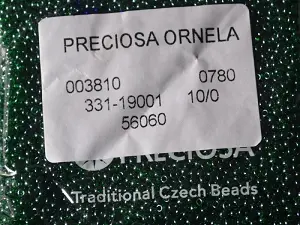 PRECIOSA ORNELA
003810 0780
331-19001 10/0
56060
PRECIOSA
Traditional Czech Beads